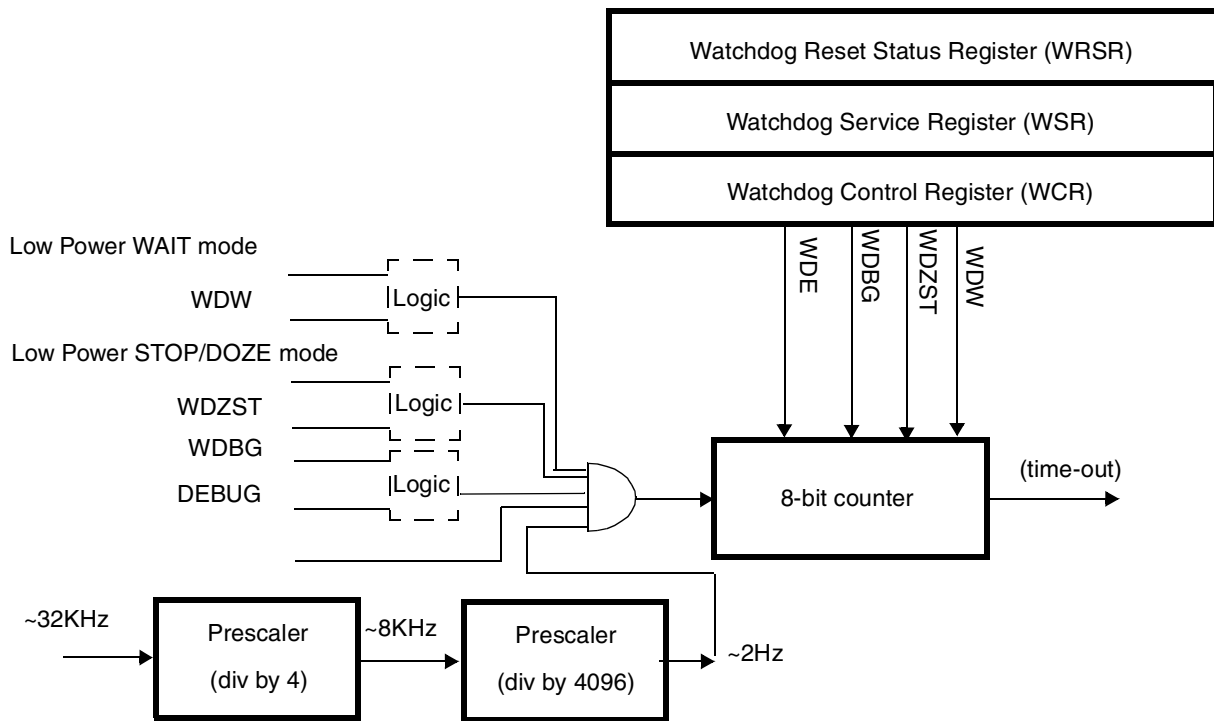 Watchdog Reset Status Register (WRSR)
Watchdog Service Register (WSR)
Watchdog Control Register (WCR)
WDE
WDBG
WDZST
WDW
Low Power WAIT mode
WDW
Logic
Low Power STOP/DOZE mode
WDZST
Logic
WDBG
DEBUG
Logic
8-bit counter
(time-out)
~32KHz
Prescaler
(div by 4)
~8KHz
Prescaler
(div by 4096)
~2Hz